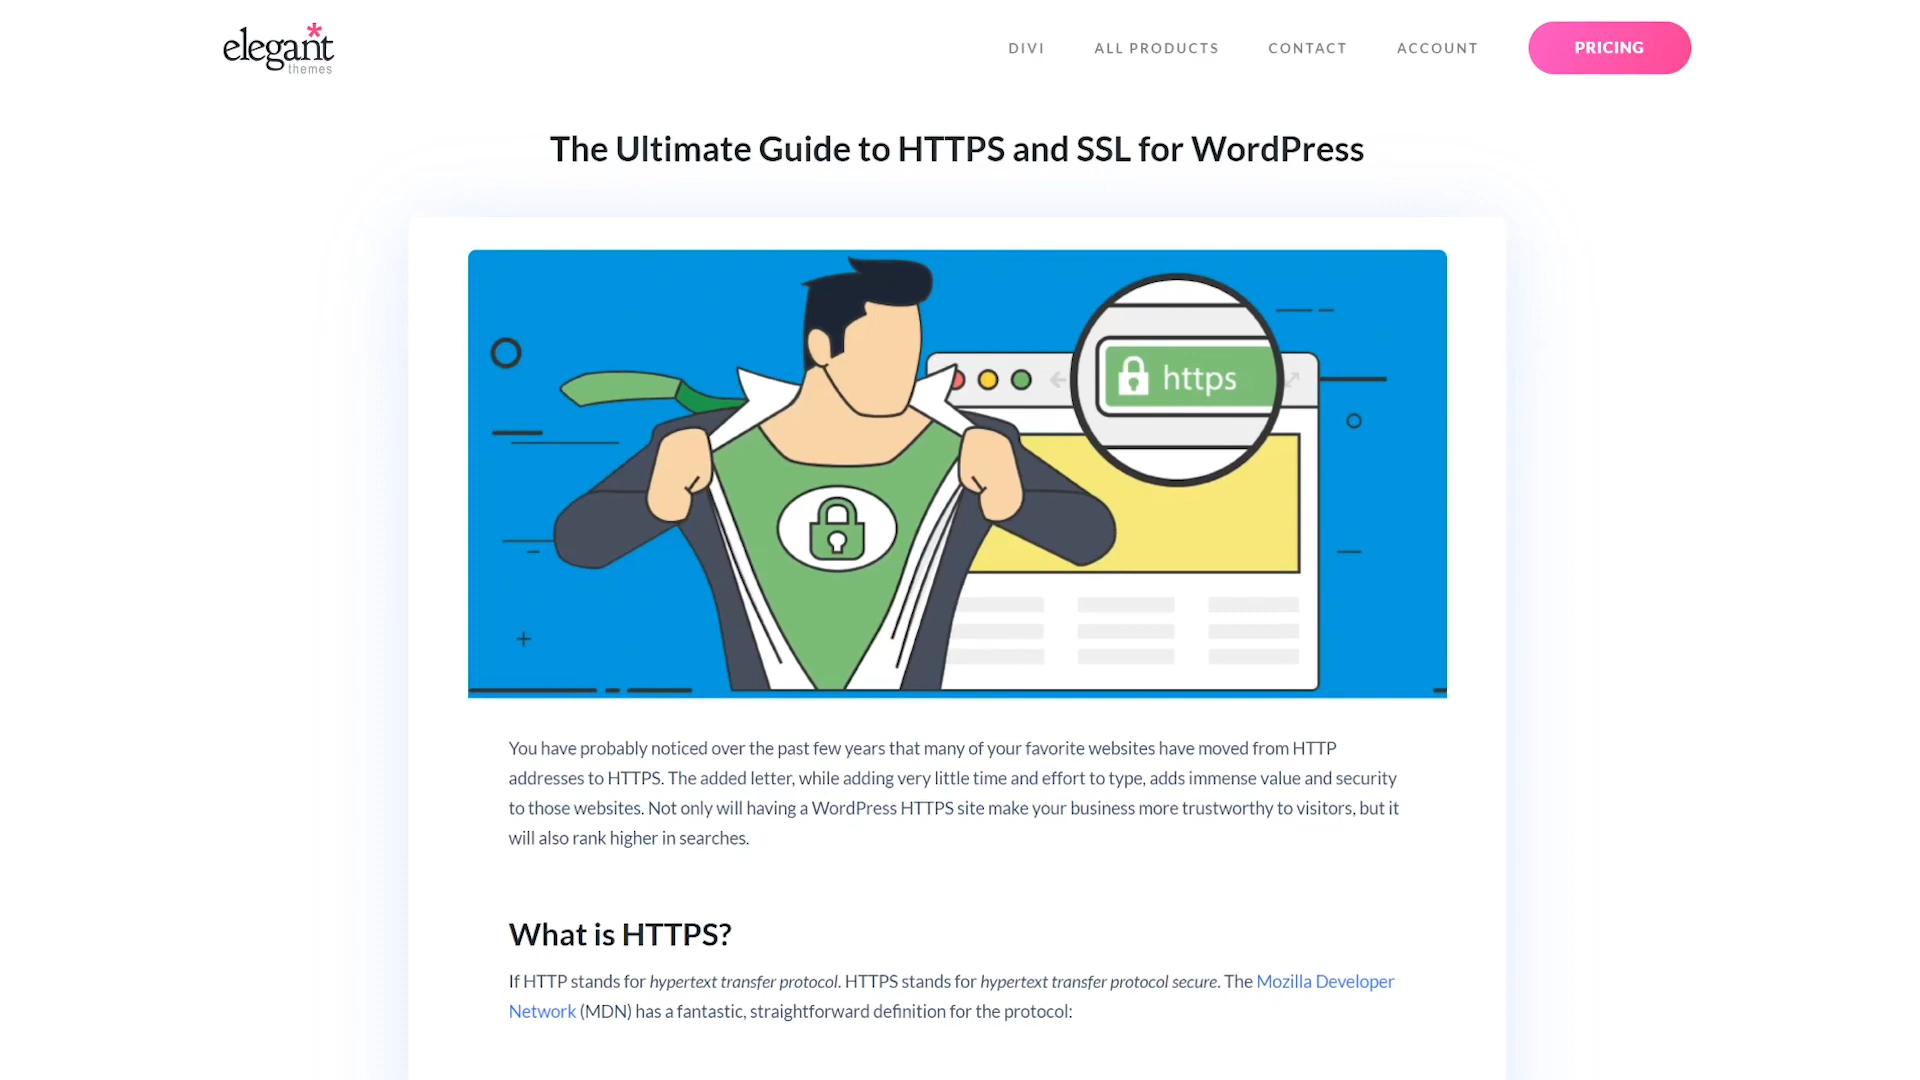 elegant
themes
DIVI
ALL PRODUCTS
CONTACT
ACCOUNT
PRICING
The Ultimate Guide to HTTPS and SSL for WordPress
https
You have probably noticed over the past few years that many of your favorite websites have moved from HTTP
addresses to HTTPS. The added letter, while adding very little time and effort to type, adds immense value and security
to those websites. Not only will having a WordPress HTTPS site make your business more trustworthy to visitors, but it
will also rank higher in searches.
What is HTTPS?
If HTTP stands for hypertext transfer protocol. HTTPS stands for hypertext transfer protocol secure. The Mozilla Developer
Network (MDN) has a fantastic, straightforward definition for the protocol: